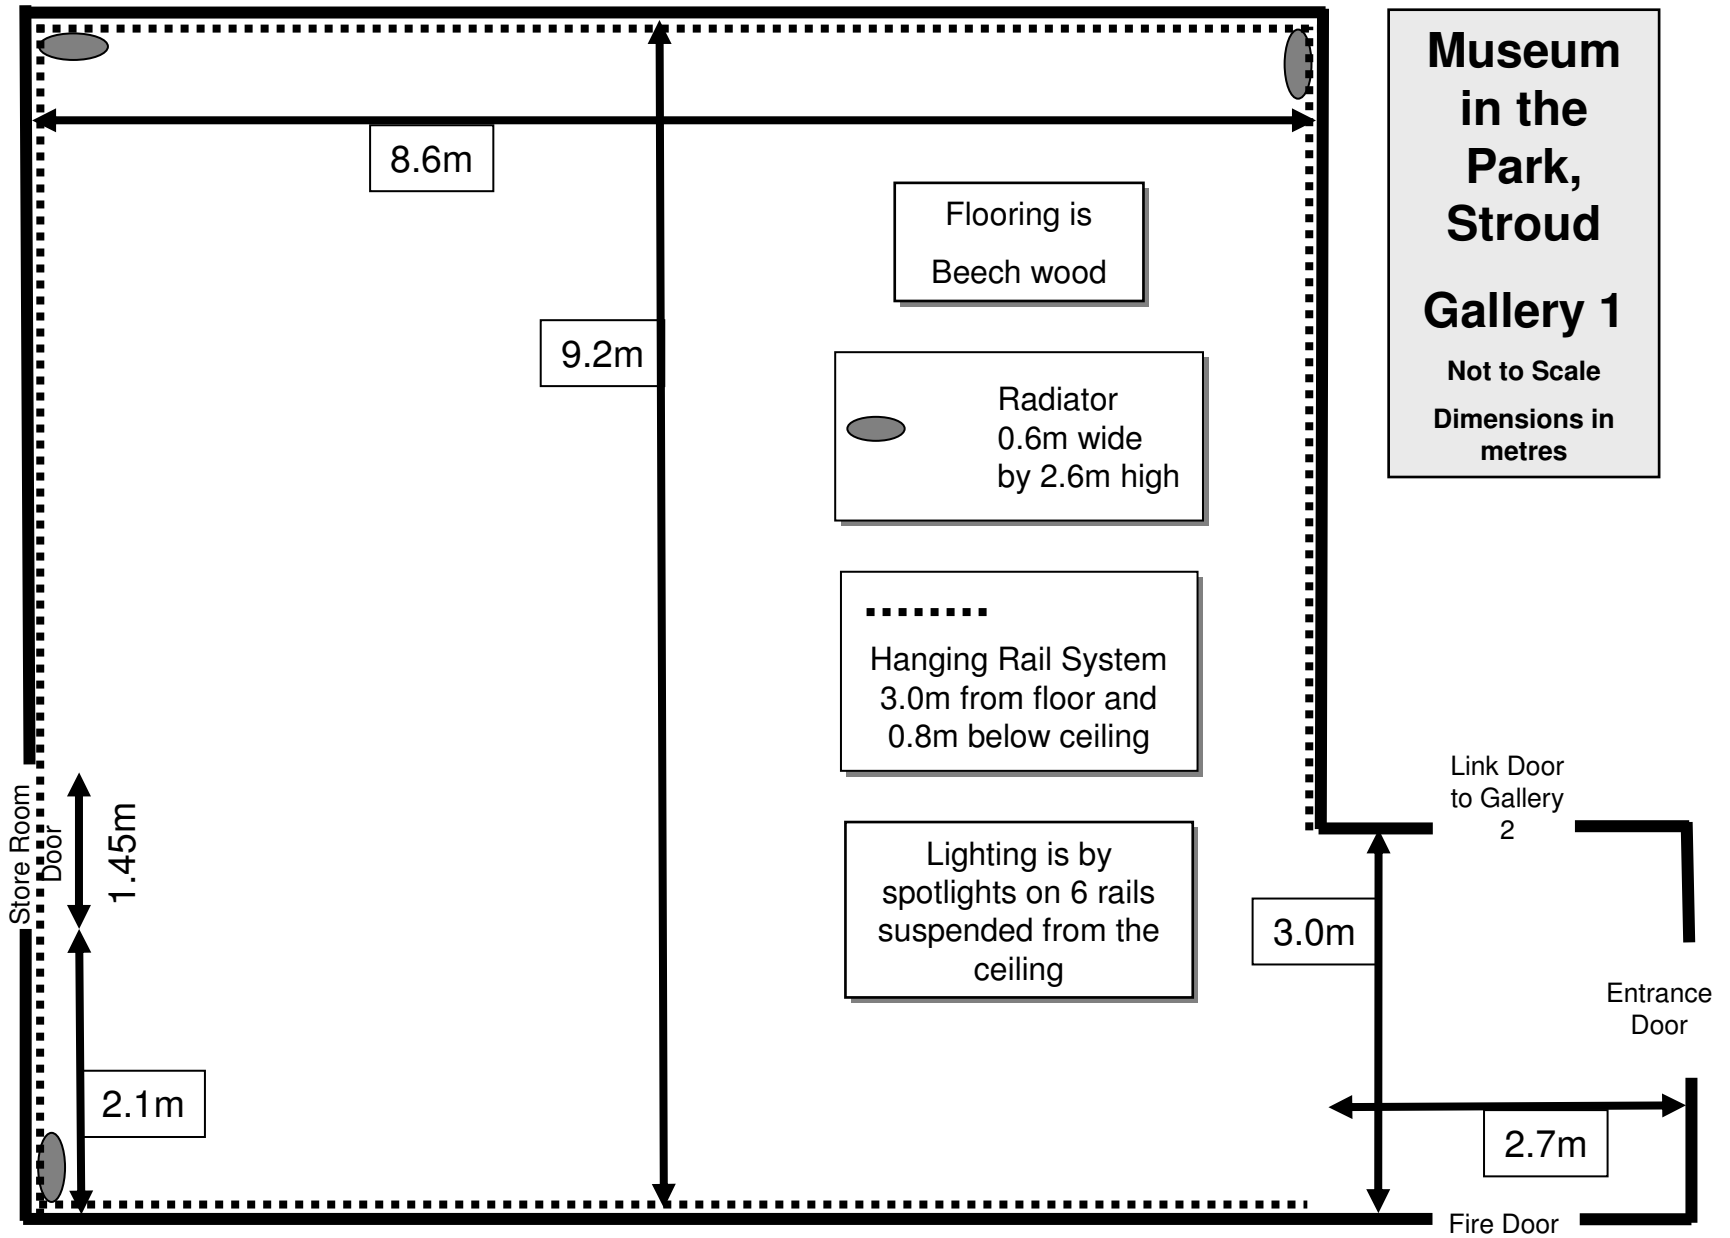 Museum
in the
Park,
Stroud
Gallery 1
Not to Scale
Dimensions in
metres
8.6m
Flooring is
Beech wood
9.2m
Radiator
0.6m wide
by 2.6m high
Hanging Rail System
3.0m from floor and
0.8m below ceiling
Link Door
to Gallery
2
Store Room
Door
1.45m
Lighting is by
spotlights on 6 rails
suspended from the
ceiling
3.0m
Entrance
Door
2.1m
2.7m
Fire Door